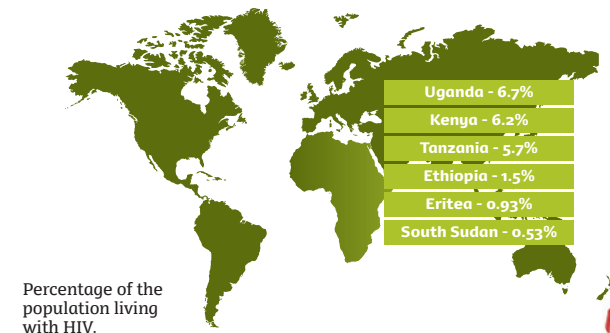 Uganda - 6.7%
Kenya - 6.2%
Tanzania - 5.7%
Ethiopia - 1.5%
Eritea - 0.93%
South Sudan - 0.53%
Percentage of the
population living
with HIV.